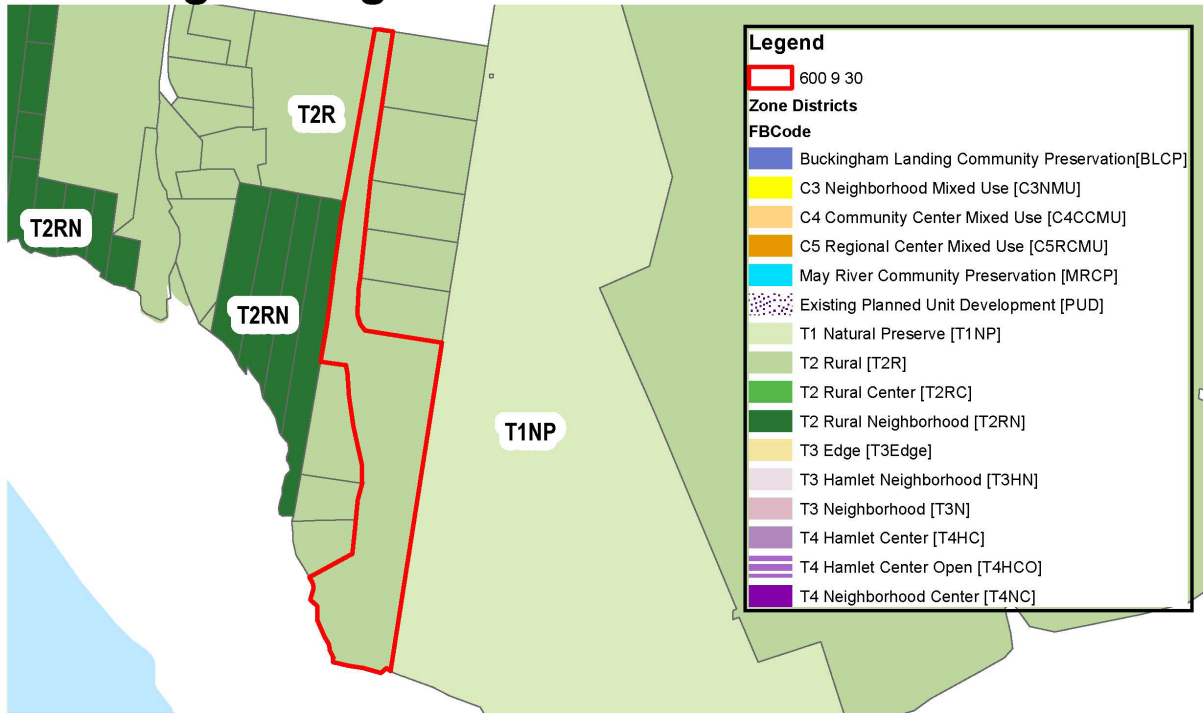 T2R
T2RN
T2RN
T1NP
Legend
600 9 30
Zone Districts
FBCode
Buckingham Landing Community Preservation[BLCP]
C3 Neighborhood Mixed Use [C3NMU]
C4 Community Center Mixed Use [C4CCMU]
C5 Regional Center Mixed Use [C5RCMU]
May River Community Preservation [MRCP]
Existing Planned Unit Development [PUD]
T1 Natural Preserve [T1NP]
T2 Rural [T2R]
T2 Rural Center [T2RC]
T2 Rural Neighborhood [T2RN]
T3 Edge [T3Edge]
T3 Hamlet Neighborhood [T3HN]
T3 Neighborhood [T3N]
T4 Hamlet Center [T4HC]
T4 Hamlet Center Open [T4HCO]
T4 Neighborhood Center [T4NC]